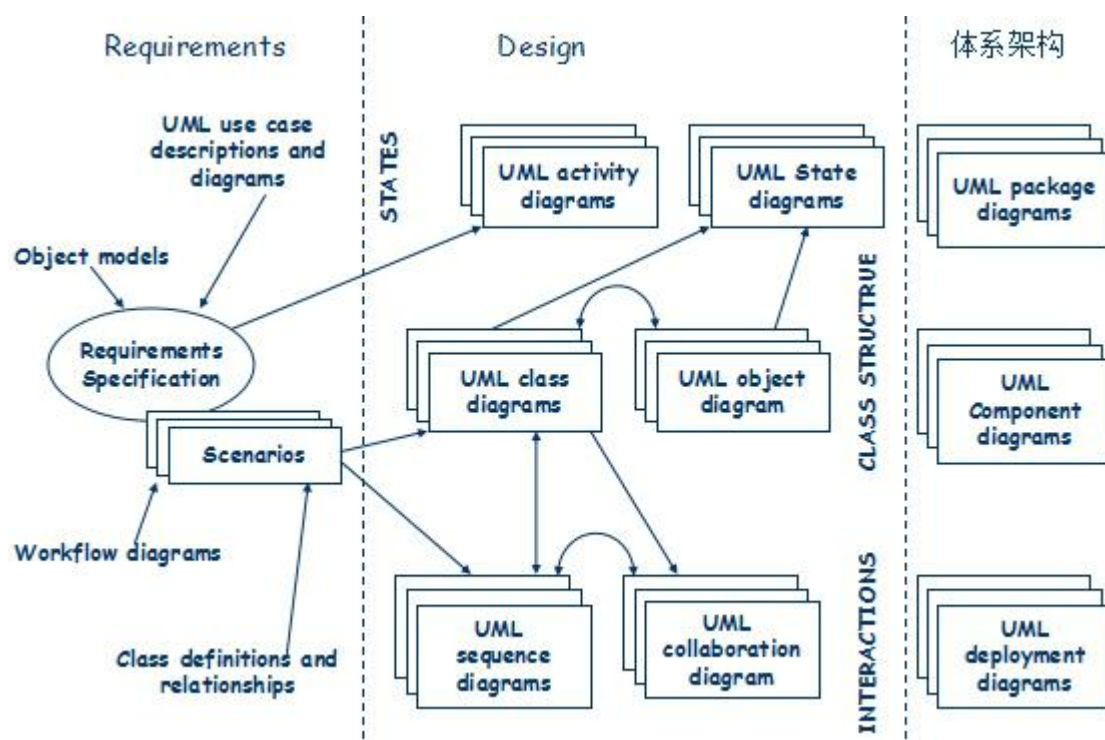 Requirements
Design
体系架构
UML use case
descriptions and
diagrams
Object models
Requirements
Specification
Scenarios
Workflow diagrams
Class definitions and
relationships
STATES
UML activity
diagrams
UML State
diagrams
CLASS STRUCTRUE
UML class
diagrams
UML object
diagram
INTERACTIONS
UML
sequence
diagrams
UML
collaboration
diagram
UML package
diagrams
UML
Component
diagrams
UML
deployment
diagrams